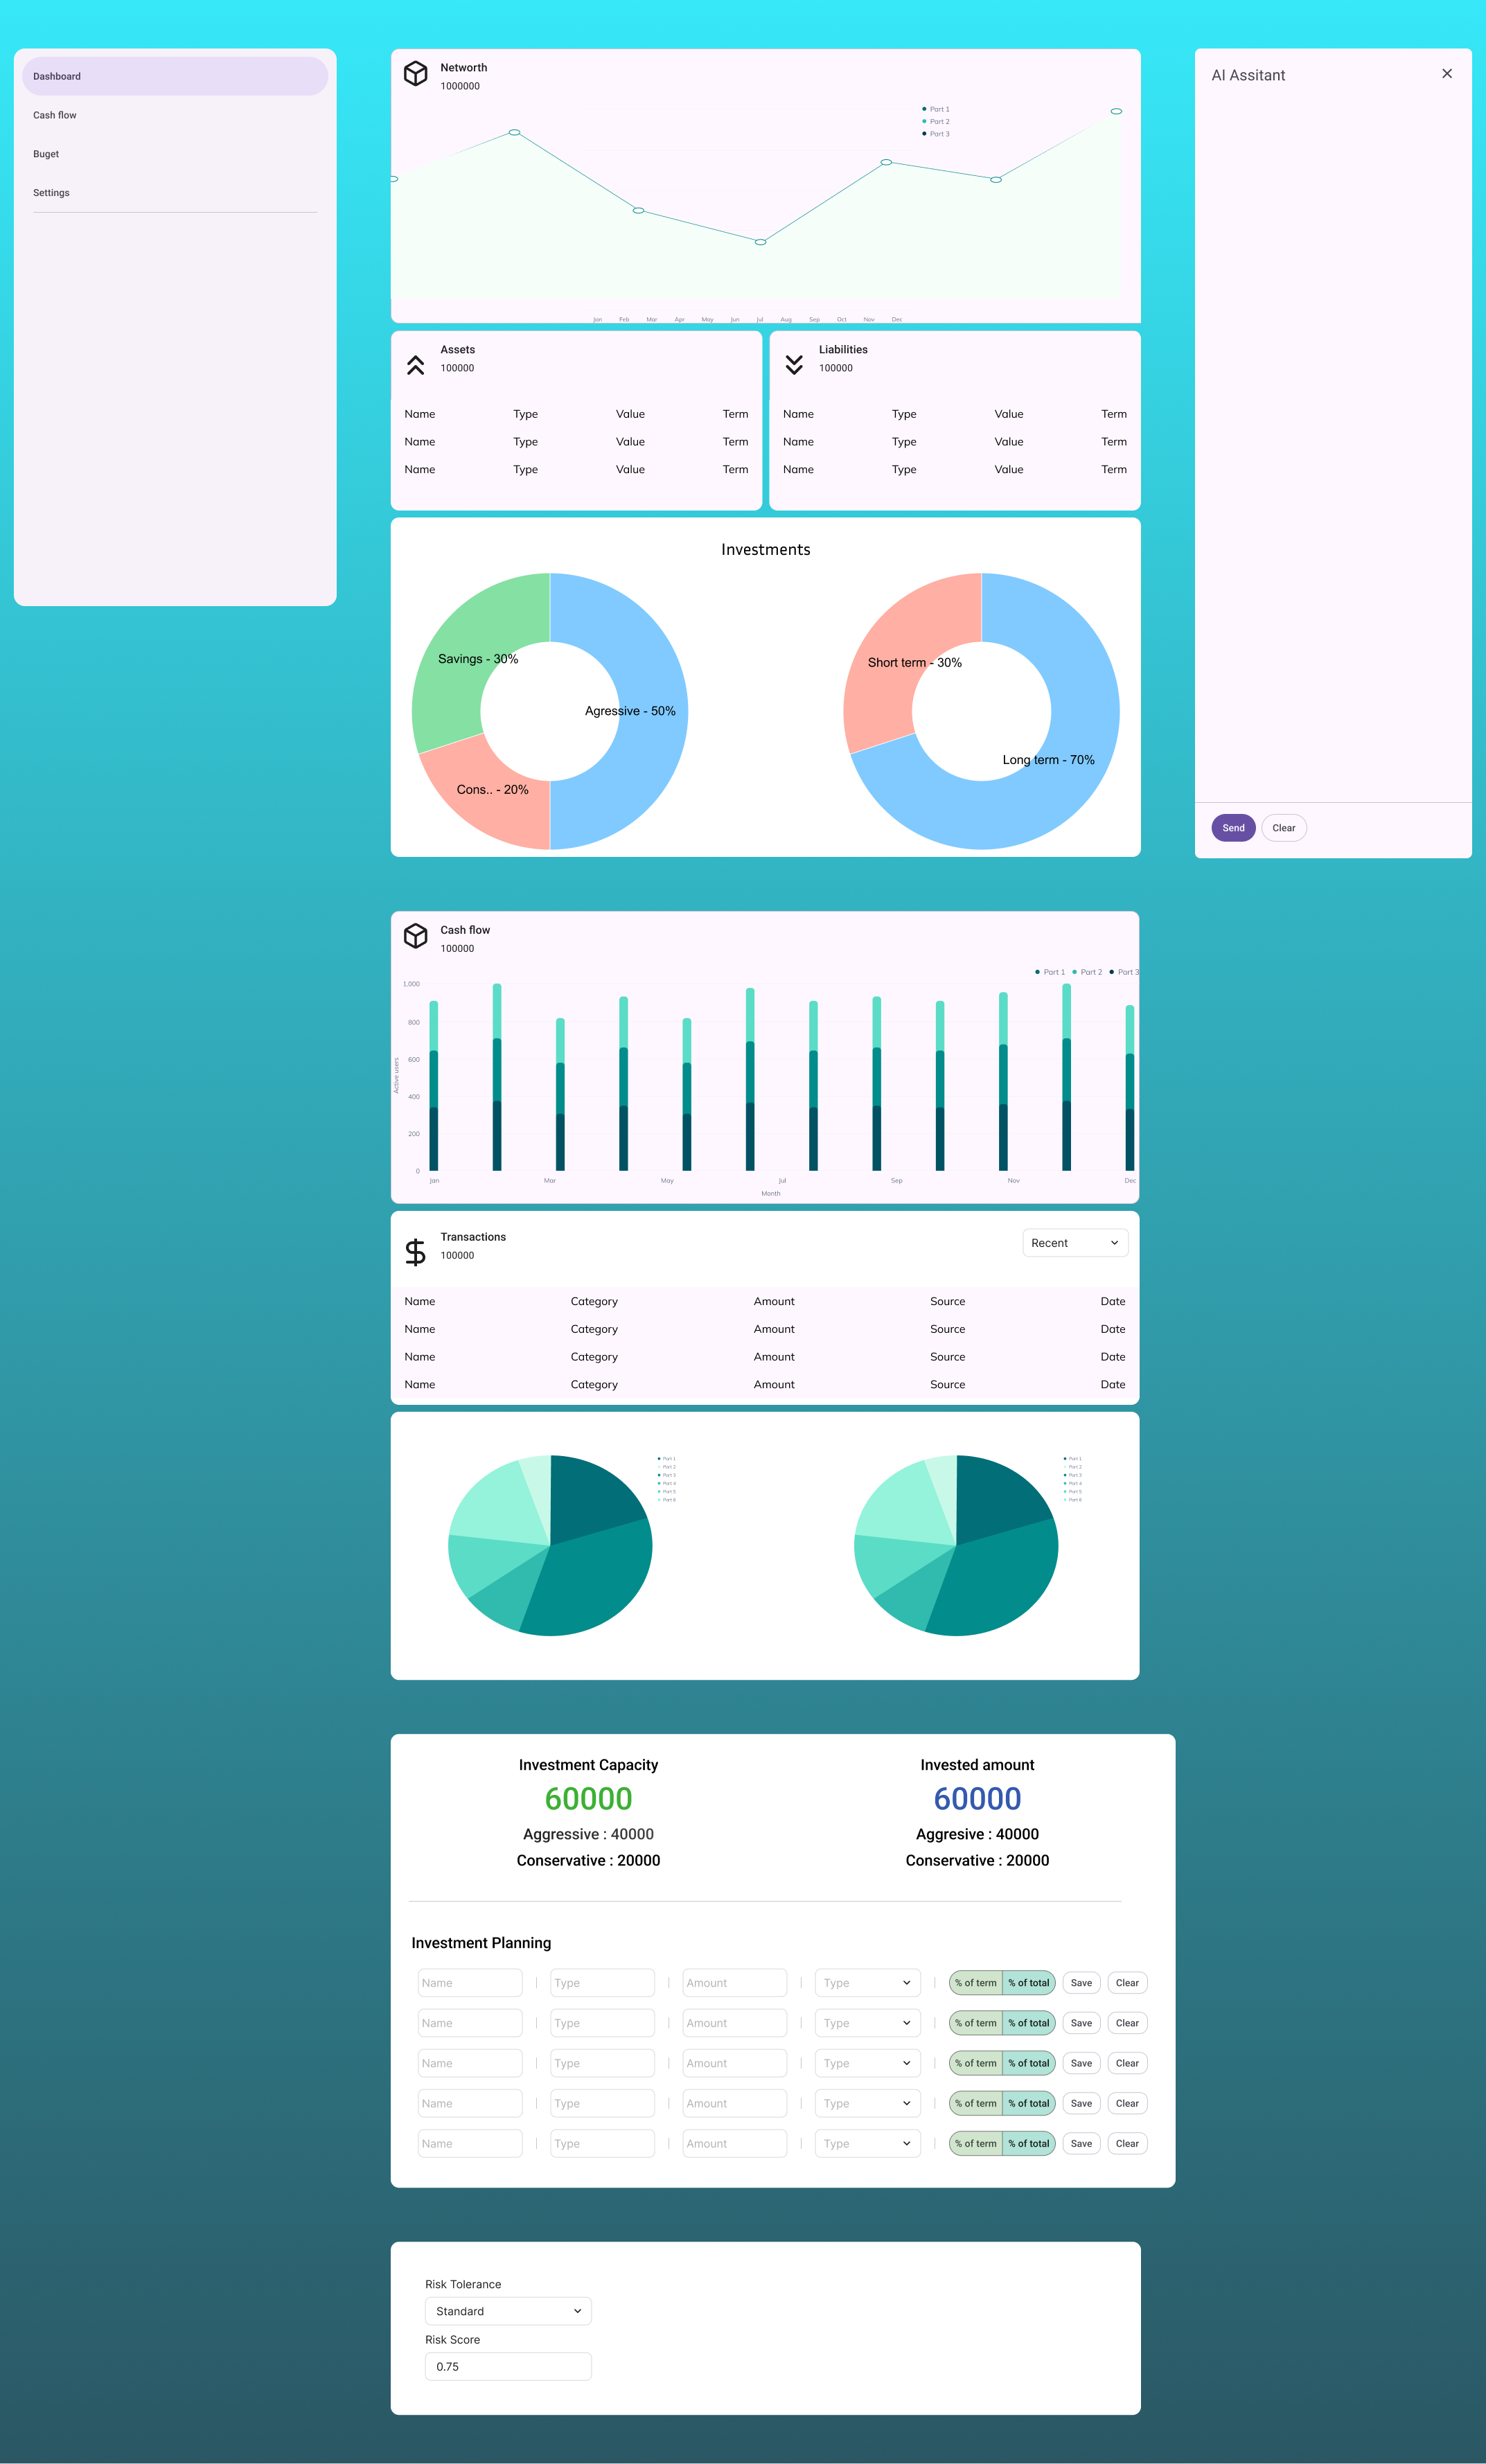 Dashboard
Cash flow
Buget
Settings
Networth
1000000
Part 1
Part 2
Part 3
Jan Feb Mar Apr May Jun Jul Aug Sep Oct Nov Dec
Assets
100000
Name Type Value Term
Name Type Value Term
Name Type Value Term
Liabilities
100000
Name Type Value Term
Name Type Value Term
Name Type Value Term
Investments
Savings - 30%
Agressive - 50%
Cons.. - 20%
Short term - 30%
Long term - 70%
AI Assitant
Send Clear
Cash flow
100000
Part 1 Part 2 Part 3
1,000
800
600
400
200
0
Active users
Jan Mar May Jul Sep Nov Dec
Month
Transactions
100000
Recent
Name Category Amount Source Date
Name Category Amount Source Date
Name Category Amount Source Date
Name Category Amount Source Date
Part 1
Part 2
Part 3
Part 4
Part 5
Part 6
Part 1
Part 2
Part 3
Part 4
Part 5
Part 6
Investment Capacity
60000
Aggressive : 40000
Conservative : 20000
Invested amount
60000
Aggresive : 40000
Conservative : 20000
Investment Planning
Name | Type | Amount | Type | % of term % of total Save Clear
Name | Type | Amount | Type | % of term % of total Save Clear
Name | Type | Amount | Type | % of term % of total Save Clear
Name | Type | Amount | Type | % of term % of total Save Clear
Name | Type | Amount | Type | % of term % of total Save Clear
Risk Tolerance
Standard
Risk Score
0.75